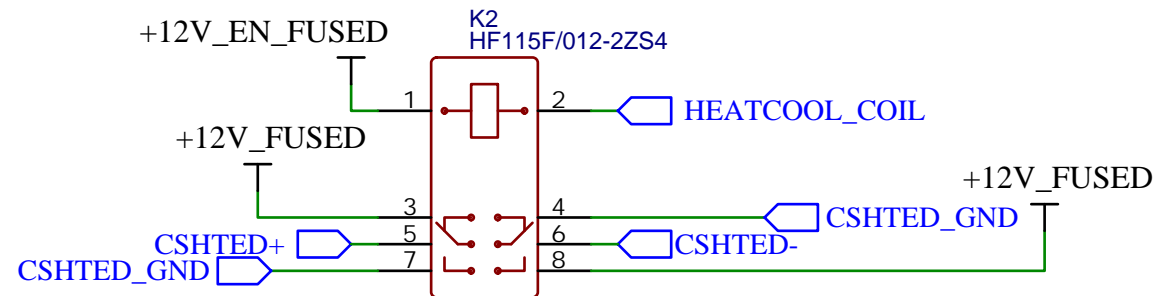 K2
HF115F/012-2ZS4
+12V_EN_FUSED
1
2
HEATCOOL_COIL
+12V_FUSED
+12V_FUSED
3
4
CSHTED_GND
CSHTED+
5
6
CSHTED-
CSHTED_GND
7
8